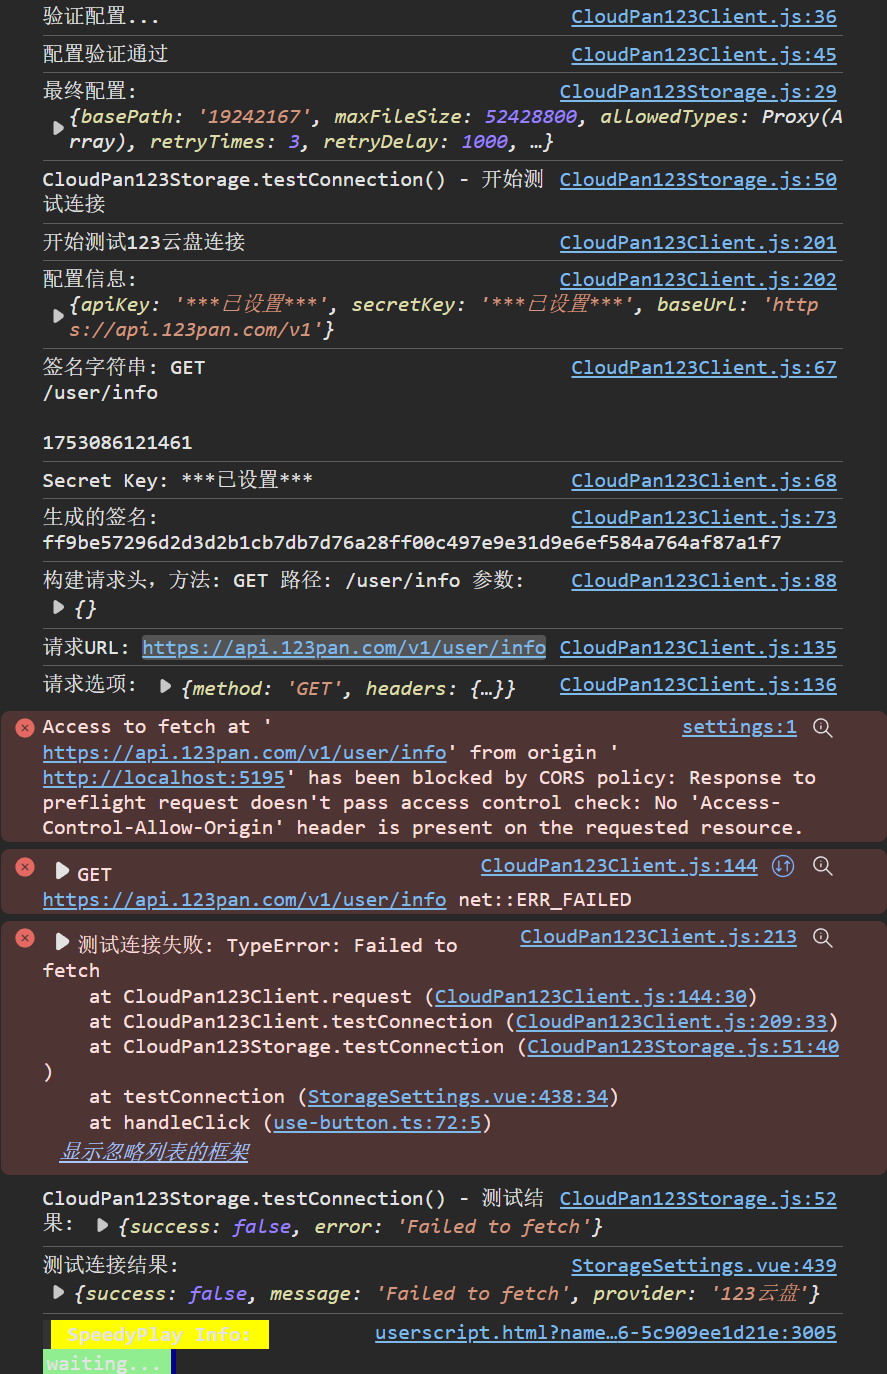 验证配置... CloudPan123Client.js:36
配置验证通过 CloudPan123Client.js:45
最终配置: CloudPan123Storage.js:29
{basePath: '19242167', maxFileSize: 52428800, allowedTypes: Proxy(A
rray), retryTimes: 3, retryDelay: 1000, …}
CloudPan123Storage.testConnection() - 开始测 CloudPan123Storage.js:50
试连接
开始测试123云盘连接 CloudPan123Client.js:201
配置信息: CloudPan123Client.js:202
{apiKey: '***已设置***', secretKey: '***已设置***', baseUrl: 'http
s://api.123pan.com/v1'}
签名字符串: GET CloudPan123Client.js:67
/user/info
1753086121461
Secret Key: ***已设置*** CloudPan123Client.js:68
生成的签名: CloudPan123Client.js:73
ff9be57296d2d3d2b1cb7db7d76a28ff00c497e9e31d9e6ef584a764af87a1f7
构建请求头，方法: GET 路径: /user/info 参数: CloudPan123Client.js:88
{}
请求URL: https://api.123pan.com/v1/user/info CloudPan123Client.js:135
请求选项: {method: 'GET', headers: {…}} CloudPan123Client.js:136
Access to fetch at ' settings:1
https://api.123pan.com/v1/user/info' from origin '
http://localhost:5195' has been blocked by CORS policy: Response to
preflight request doesn't pass access control check: No 'Access-
Control-Allow-Origin' header is present on the requested resource.
GET CloudPan123Client.js:144
https://api.123pan.com/v1/user/info net::ERR_FAILED
测试连接失败: TypeError: Failed to CloudPan123Client.js:213
fetch
at CloudPan123Client.request (CloudPan123Client.js:144:30)
at CloudPan123Client.testConnection (CloudPan123Client.js:209:33)
at CloudPan123Storage.testConnection (CloudPan123Storage.js:51:40
)
at testConnection (StorageSettings.vue:438:34)
at handleClick (use-button.ts:72:5)
显示忽略列表的框架
CloudPan123Storage.testConnection() - 测试结 CloudPan123Storage.js:52
果: {success: false, error: 'Failed to fetch'}
测试连接结果: StorageSettings.vue:439
{success: false, message: 'Failed to fetch', provider: '123云盘'}
SpeedyPlay Info: userscript.html?name…6-5c909ee1d21e:3005
waiting...